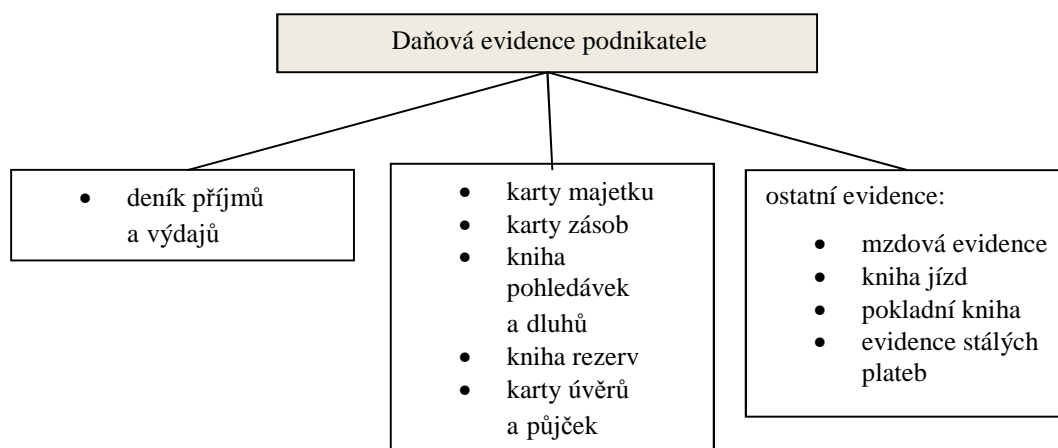 Daňová evidence podnikatele
• deník příjmů
a výdajů
• karty majetku
• karty zásob
• kniha
pohledávek
a dluhů
• kniha rezerv
• karty úvěrů
a půjček
ostatní evidence:
• mzdová evidence
• kniha jízd
• pokladní kniha
• evidence stálých
plateb